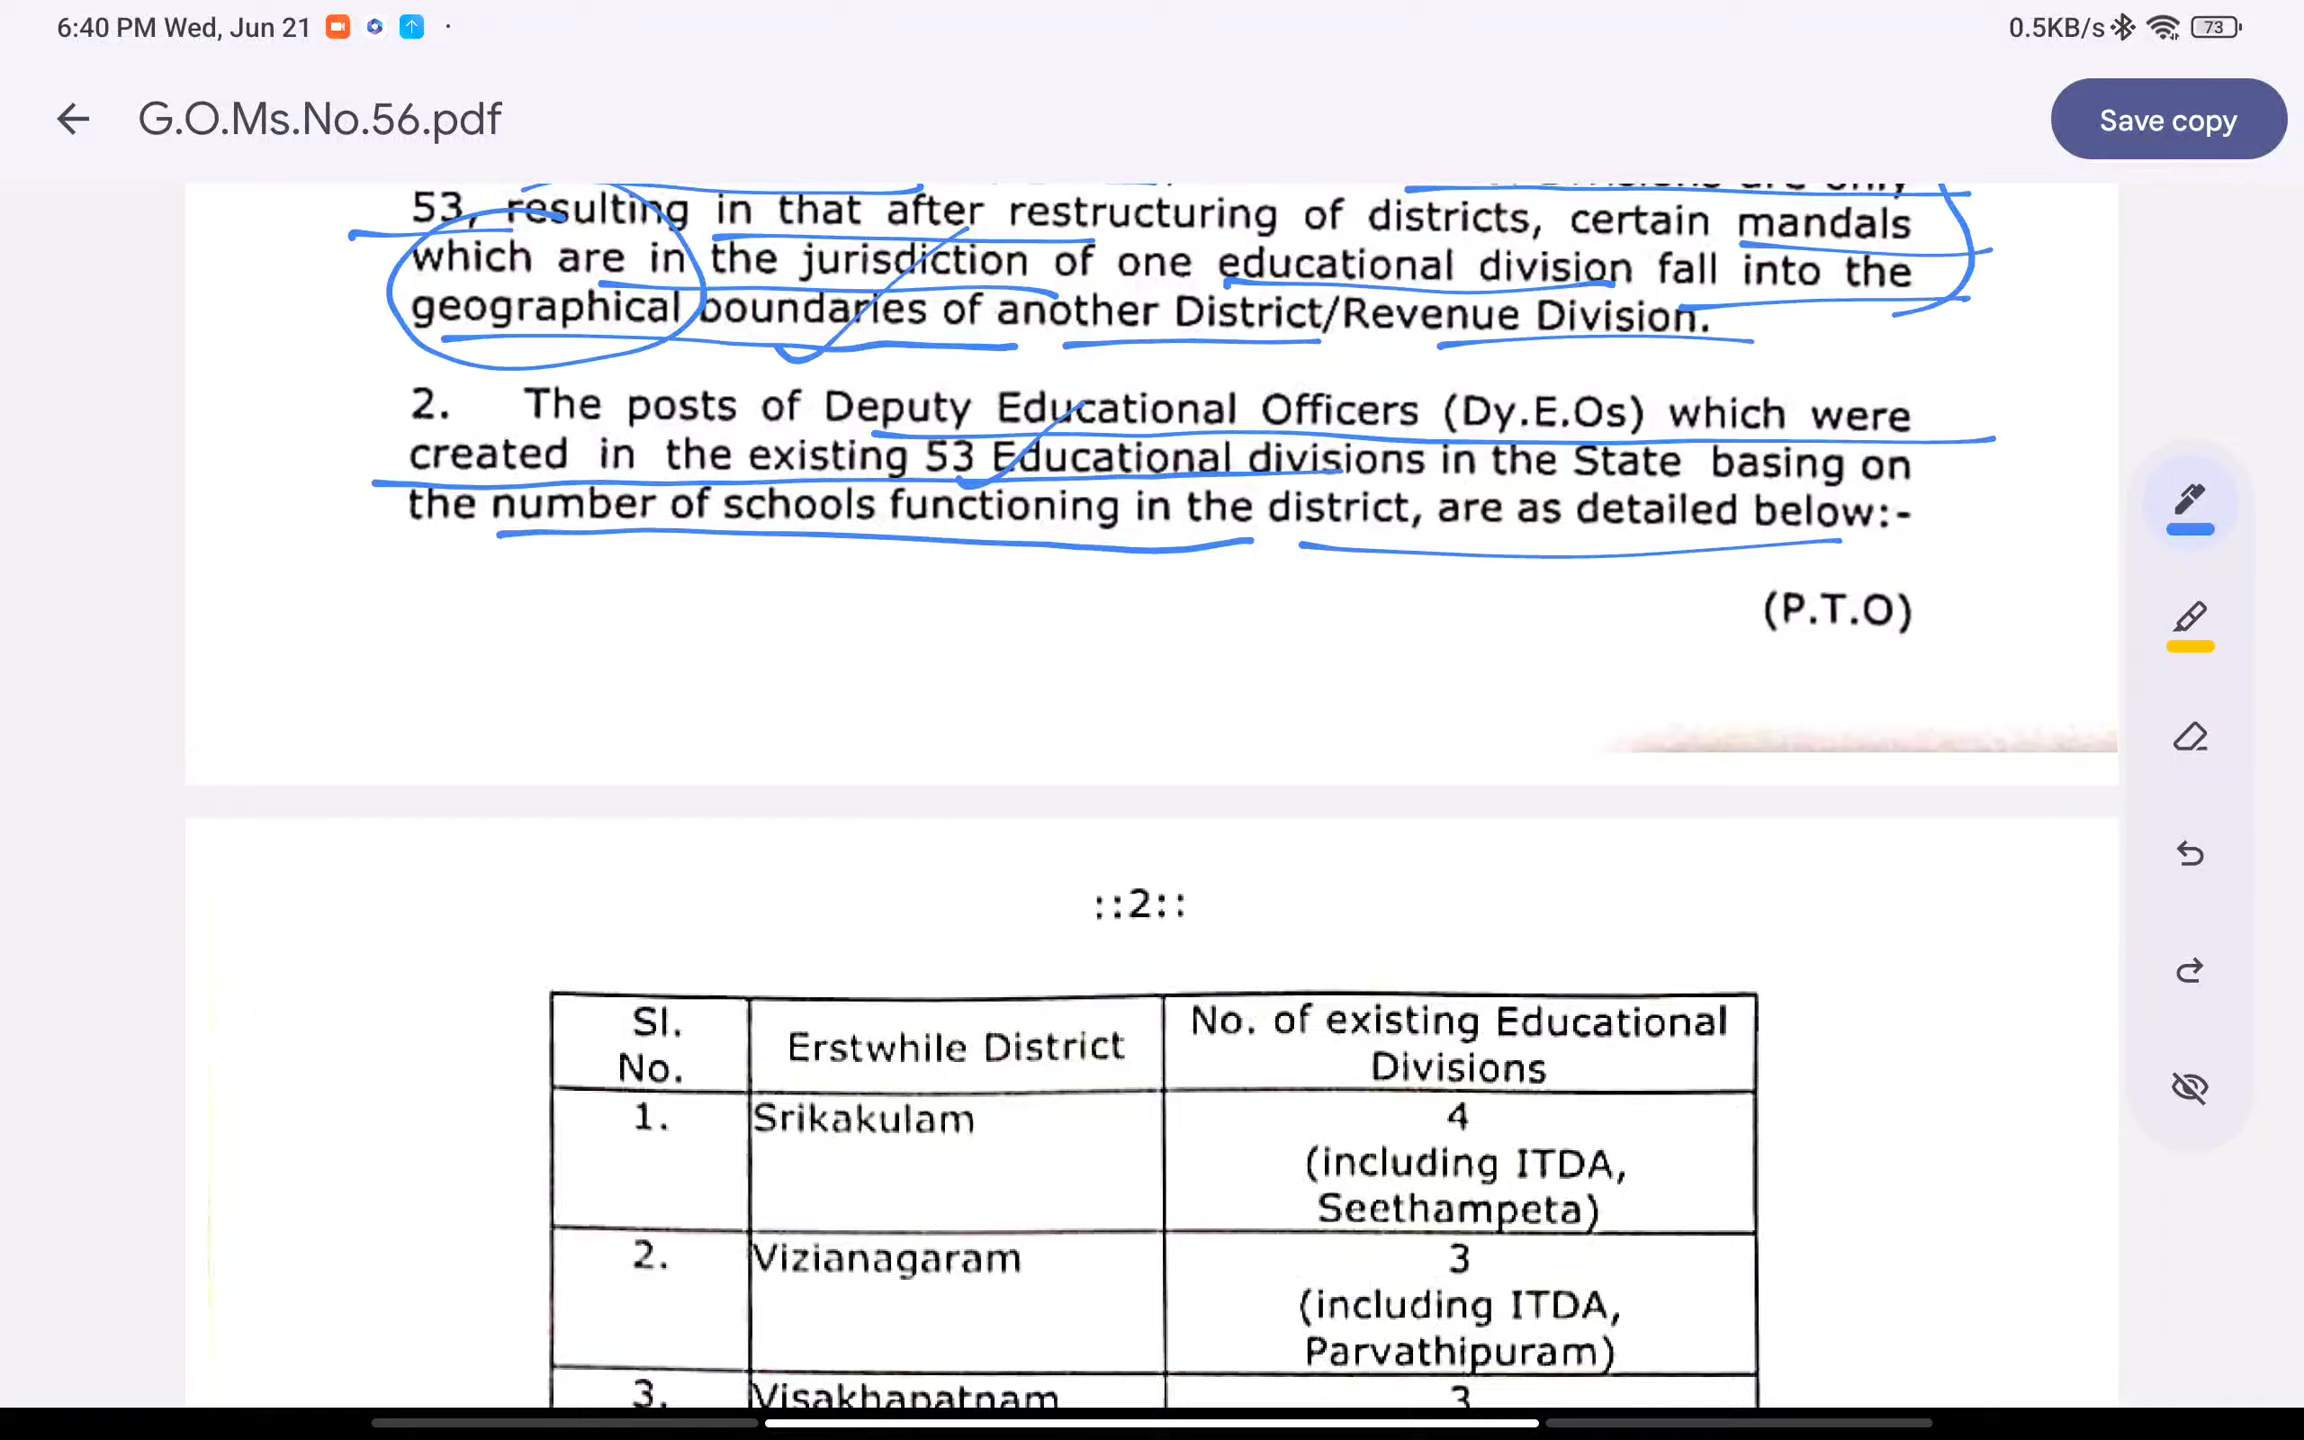 6:40 PM Wed, Jun 21
0.5KB/s
73
G.O.Ms.No.56.pdf
Save copy
53, resulting in that after restructuring of districts, certain mandals
which are in the jurisdiction of one educational division fall into the
geographical boundaries of another District/Revenue Division.
2. The posts of Deputy Educational Officers (Dy.E.Os) which were
created in the existing 53 Educational divisions in the State basing on
the number of schools functioning in the district, are as detailed below:-
(P.T.O)
::2::
Sl.
No.
Erstwhile District
No. of existing Educational
Divisions
1.
Srikakulam
4
(including ITDA,
Seethampeta)
2.
Vizianagaram
3
(including ITDA,
Parvathipuram)
3.
Visakhapatnam
3